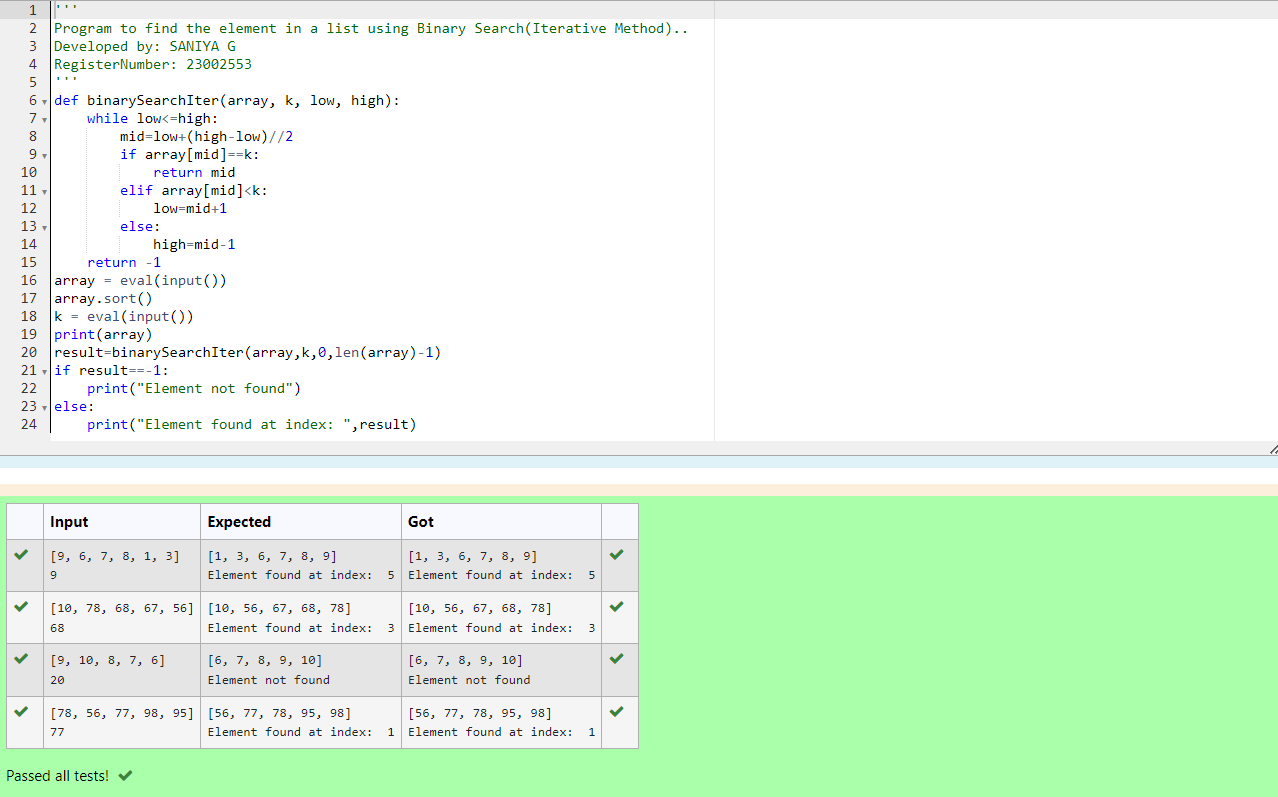 1 '''
2 Program to find the element in a list using Binary Search(Iterative Method)..
3 Developed by: SANIYA G
4 RegisterNumber: 23002553
5 '''
6 def binarySearchIter(array, k, low, high):
7     while low<=high:
8         mid=low+(high-low)//2
9         if array[mid]==k:
10             return mid
11         elif array[mid]<k:
12             low=mid+1
13         else:
14             high=mid-1
15     return -1
16 array = eval(input())
17 array.sort()
18 k = eval(input())
19 print(array)
20 result=binarySearchIter(array,k,0,len(array)-1)
21 if result==-1:
22     print("Element not found")
23 else:
24     print("Element found at index: ",result)
Input Expected Got
[9, 6, 7, 8, 1, 3] [1, 3, 6, 7, 8, 9] [1, 3, 6, 7, 8, 9]
9 Element found at index:  5 Element found at index:  5
[10, 78, 68, 67, 56] [10, 56, 67, 68, 78] [10, 56, 67, 68, 78]
68 Element found at index:  3 Element found at index:  3
[9, 10, 8, 7, 6] [6, 7, 8, 9, 10] [6, 7, 8, 9, 10]
20 Element not found Element not found
[78, 56, 77, 98, 95] [56, 77, 78, 95, 98] [56, 77, 78, 95, 98]
77 Element found at index:  1 Element found at index:  1
Passed all tests!